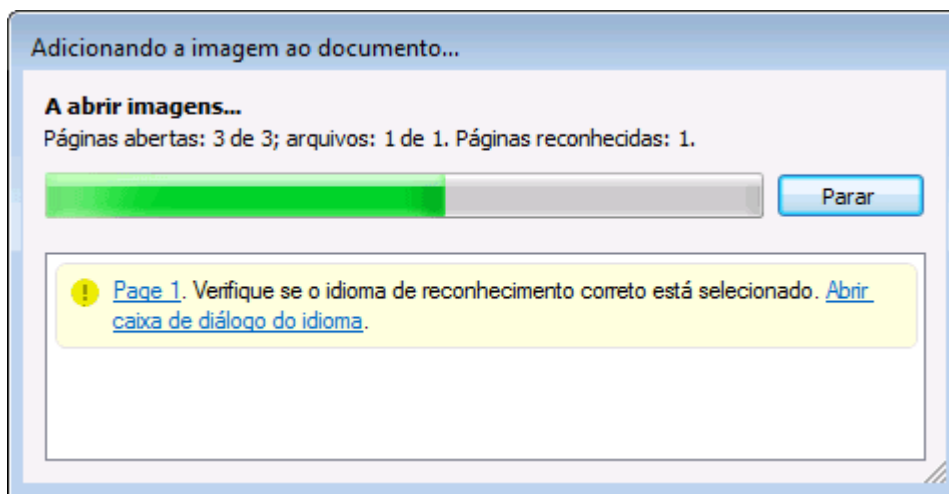 Adicionando a imagem ao documento...
A abrir imagens...
Páginas abertas: 3 de 3; arquivos: 1 de 1. Páginas reconhecidas: 1.
Parar
Page 1. Verifique se o idioma de reconhecimento correto está selecionado. Abrir
caixa de diálogo do idioma.